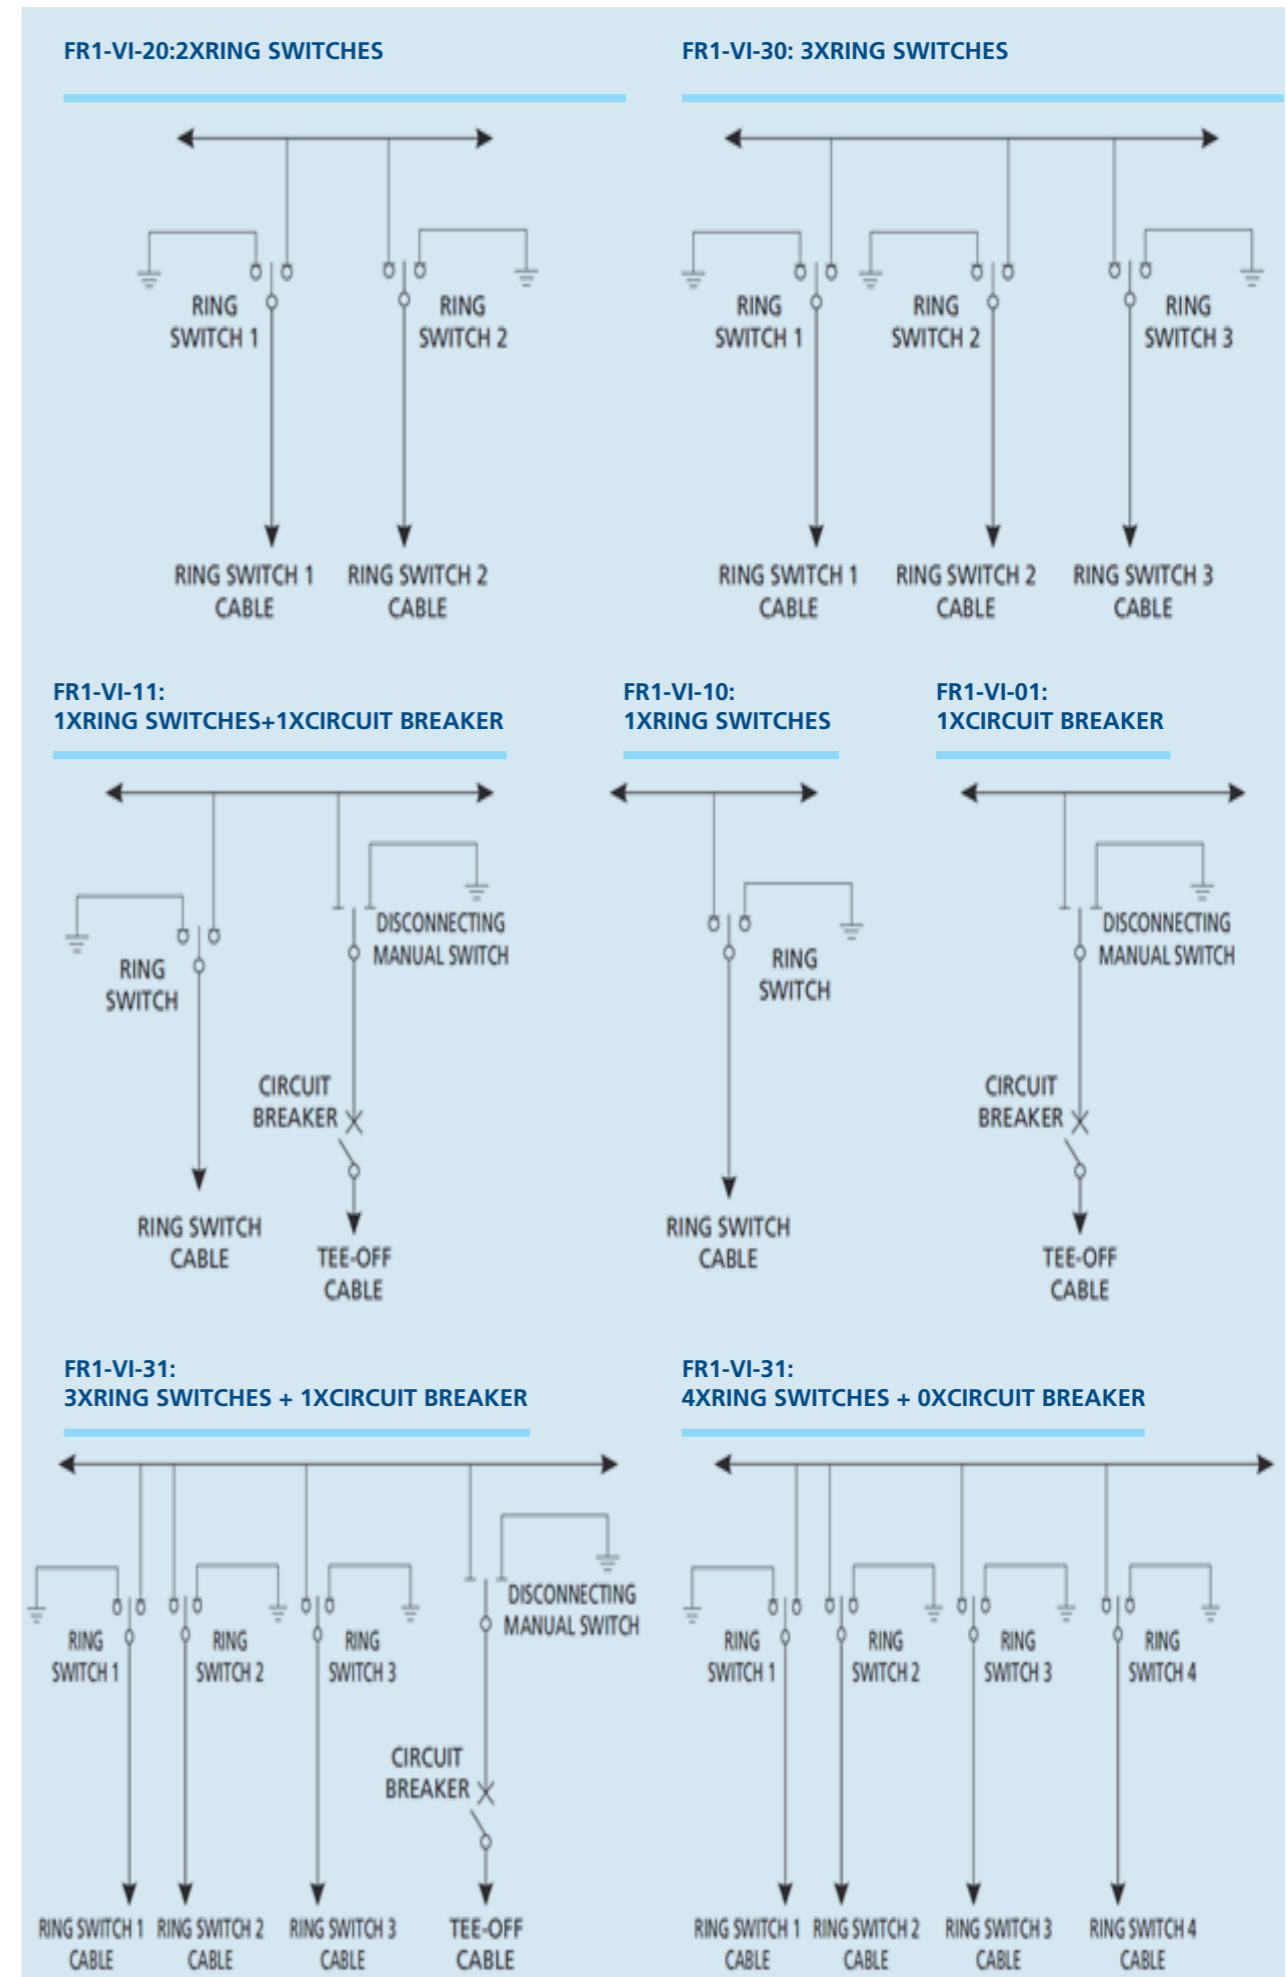 FR1-VI-20:2XRING SWITCHES
RING
SWITCH 1
RING
SWITCH 2
RING SWITCH 1
CABLE
RING SWITCH 2
CABLE
FR1-VI-30: 3XRING SWITCHES
RING
SWITCH 1
RING
SWITCH 2
RING
SWITCH 3
RING SWITCH 1
CABLE
RING SWITCH 2
CABLE
RING SWITCH 3
CABLE
FR1-VI-11:
1XRING SWITCHES+1XCIRCUIT BREAKER
DISCONNECTING
MANUAL SWITCH
RING
SWITCH
CIRCUIT
BREAKER
RING SWITCH
CABLE
TEE-OFF
CABLE
FR1-VI-10:
1XRING SWITCHES
RING
SWITCH
RING SWITCH
CABLE
FR1-VI-01:
1XCIRCUIT BREAKER
DISCONNECTING
MANUAL SWITCH
CIRCUIT
BREAKER
TEE-OFF
CABLE
FR1-VI-31:
3XRING SWITCHES + 1XCIRCUIT BREAKER
DISCONNECTING
MANUAL SWITCH
RING
SWITCH 1
RING
SWITCH 2
RING
SWITCH 3
CIRCUIT
BREAKER
RING SWITCH 1
CABLE
RING SWITCH 2
CABLE
RING SWITCH 3
CABLE
TEE-OFF
CABLE
FR1-VI-31:
4XRING SWITCHES + 0XCIRCUIT BREAKER
RING
SWITCH 1
RING
SWITCH 2
RING
SWITCH 3
RING
SWITCH 4
RING SWITCH 1
CABLE
RING SWITCH 2
CABLE
RING SWITCH 3
CABLE
RING SWITCH 4
CABLE